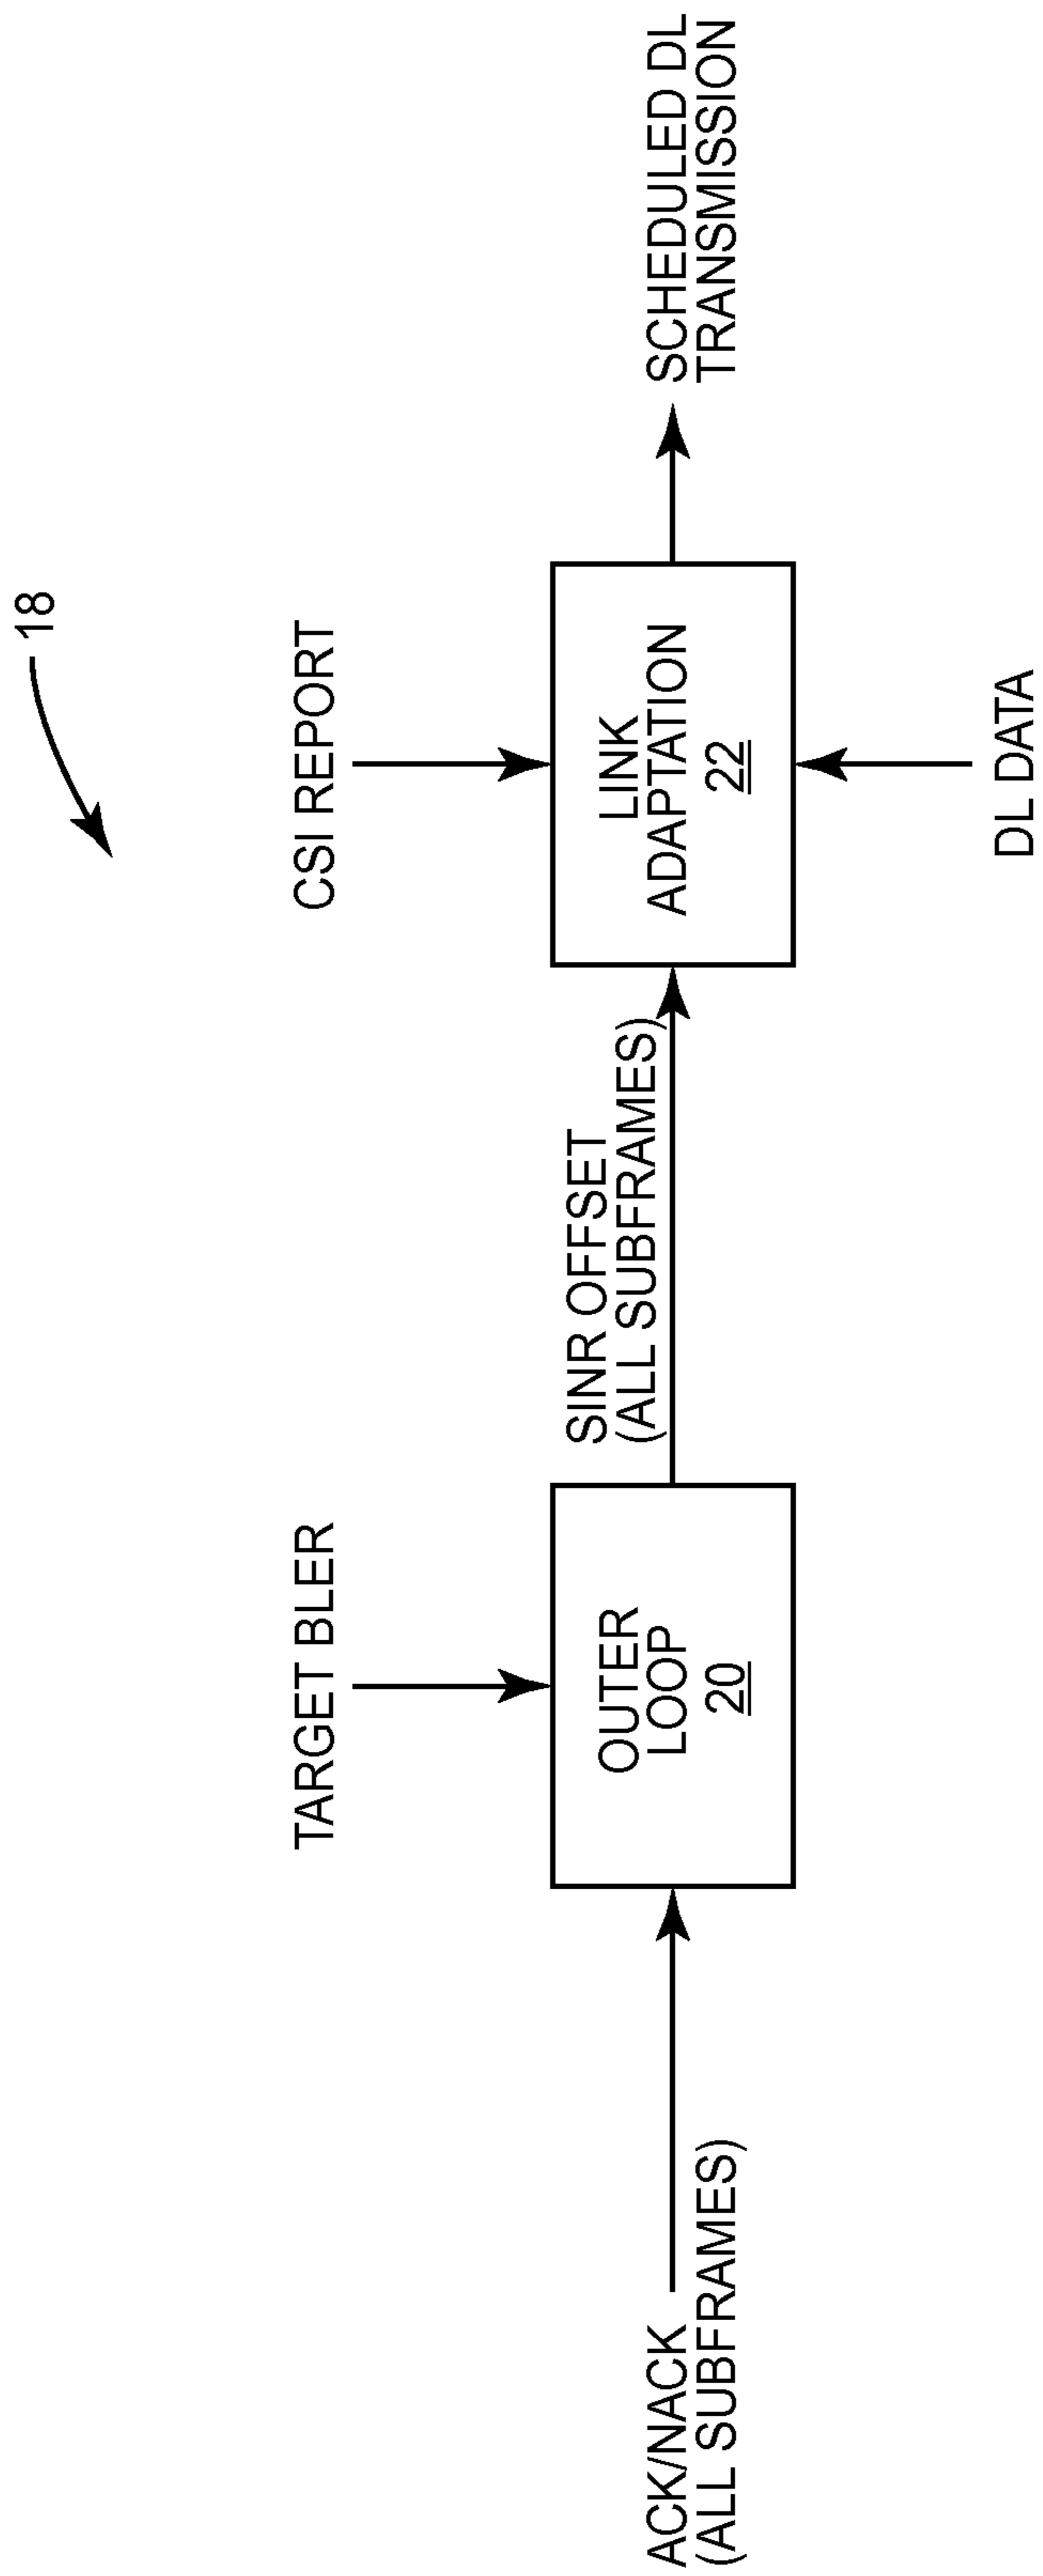 18
TARGET BLER
CSI REPORT
ACK/NACK
(ALL SUBFRAMES)
OUTER
LOOP
20
SINR OFFSET
(ALL SUBFRAMES)
LINK
ADAPTATION
22
SCHEDULED DL
TRANSMISSION
DL DATA